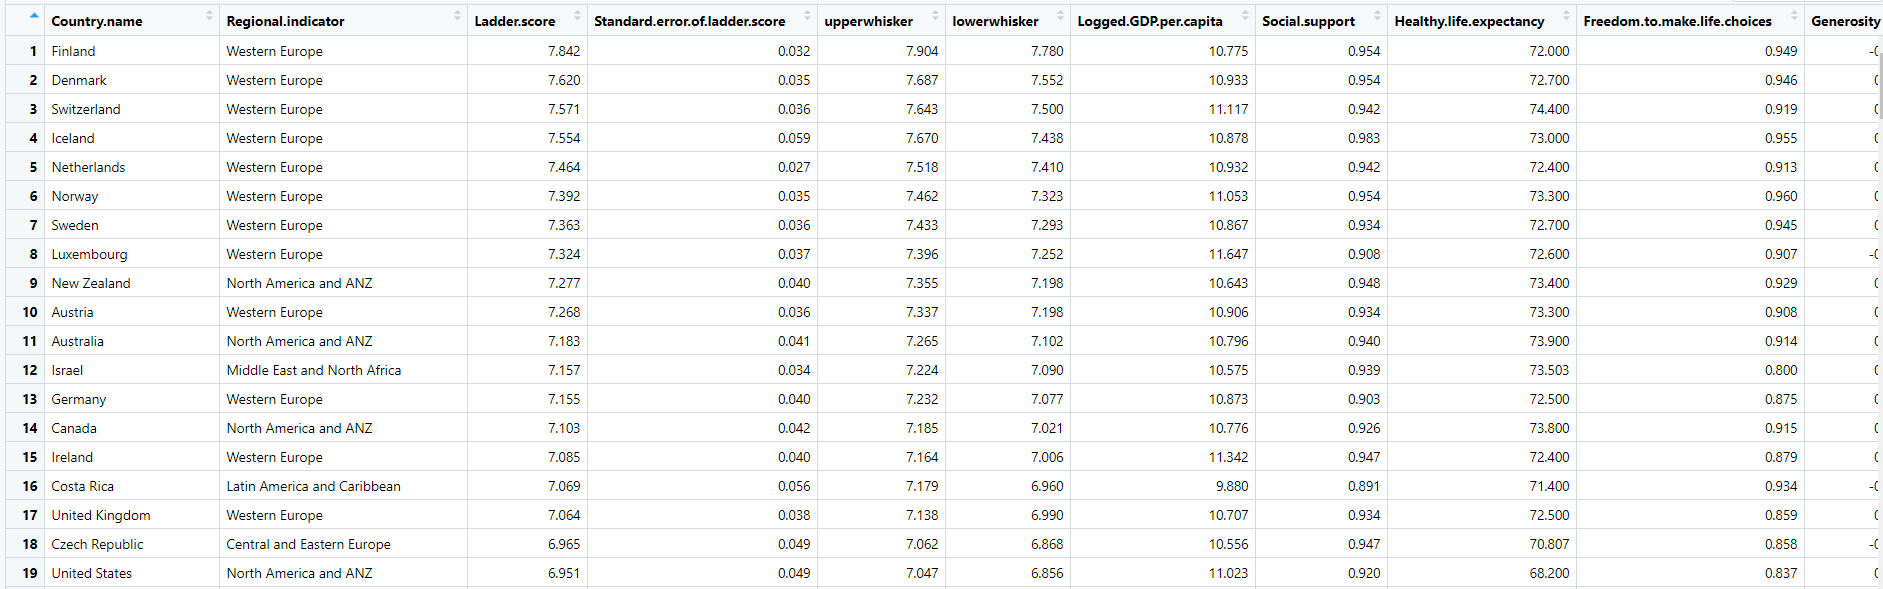 Country.name Regional.indicator Ladder.score Standard.error.of.ladder.score upperwhisker lowerwhisker Logged.GDP.per.capita Social.support Healthy.life.expectancy Freedom.to.make.life.choices Generosity
1 Finland Western Europe 7.842 0.032 7.904 7.780 10.775 0.954 72.000 0.949
2 Denmark Western Europe 7.620 0.035 7.687 7.552 10.933 0.954 72.700 0.946
3 Switzerland Western Europe 7.571 0.036 7.643 7.500 11.117 0.942 74.400 0.919
4 Iceland Western Europe 7.554 0.059 7.670 7.438 10.878 0.983 73.000 0.955
5 Netherlands Western Europe 7.464 0.027 7.518 7.410 10.932 0.942 72.400 0.913
6 Norway Western Europe 7.392 0.035 7.462 7.323 11.053 0.954 73.300 0.960
7 Sweden Western Europe 7.363 0.036 7.433 7.293 10.867 0.934 72.700 0.945
8 Luxembourg Western Europe 7.324 0.037 7.396 7.252 11.647 0.908 72.600 0.907
9 New Zealand North America and ANZ 7.277 0.040 7.355 7.198 10.643 0.948 73.400 0.929
10 Austria Western Europe 7.268 0.036 7.337 7.198 10.906 0.934 73.300 0.908
11 Australia North America and ANZ 7.183 0.041 7.265 7.102 10.796 0.940 73.900 0.914
12 Israel Middle East and North Africa 7.157 0.034 7.224 7.090 10.575 0.939 73.503 0.800
13 Germany Western Europe 7.155 0.040 7.232 7.077 10.873 0.903 72.500 0.875
14 Canada North America and ANZ 7.103 0.042 7.185 7.021 10.776 0.926 73.800 0.915
15 Ireland Western Europe 7.085 0.040 7.164 7.006 11.342 0.947 72.400 0.879
16 Costa Rica Latin America and Caribbean 7.069 0.056 7.179 6.960 9.880 0.891 71.400 0.934
17 United Kingdom Western Europe 7.064 0.038 7.138 6.990 10.707 0.934 72.500 0.859
18 Czech Republic Central and Eastern Europe 6.965 0.049 7.062 6.868 10.556 0.947 70.807 0.858
19 United States North America and ANZ 6.951 0.049 7.047 6.856 11.023 0.920 68.200 0.837